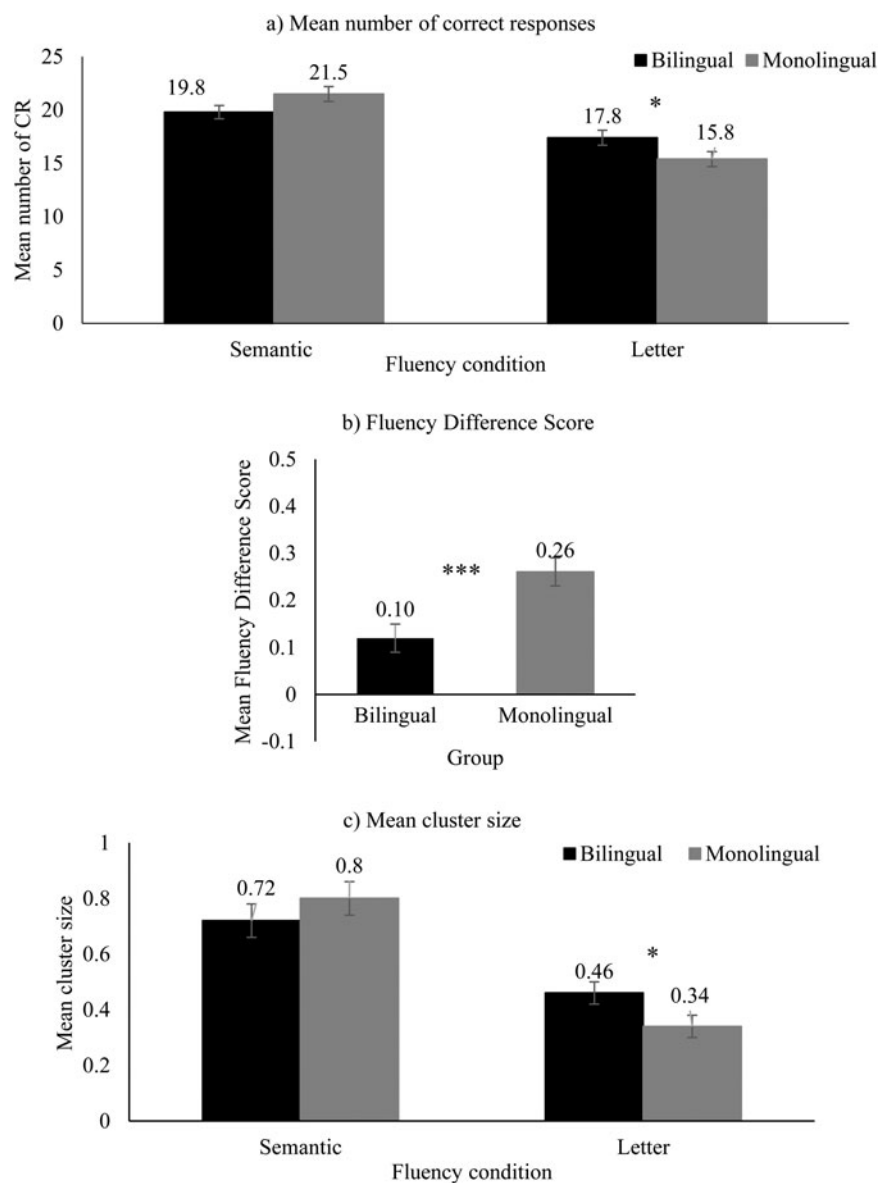 a) Mean number of correct responses
Bilingual Monolingual
25
20
15
10
5
0
Mean number of CR
19.8
21.5
17.8
*
15.8
Semantic
Letter
Fluency condition
b) Fluency Difference Score
0.5
0.4
0.3
0.2
0.1
0
-0.1
Mean Fluency Difference Score
0.10
***
0.26
Bilingual
Monolingual
Group
c) Mean cluster size
Bilingual Monolingual
1
0.8
0.6
0.4
0.2
0
Mean cluster size
0.72
0.8
0.46
*
0.34
Semantic
Letter
Fluency condition